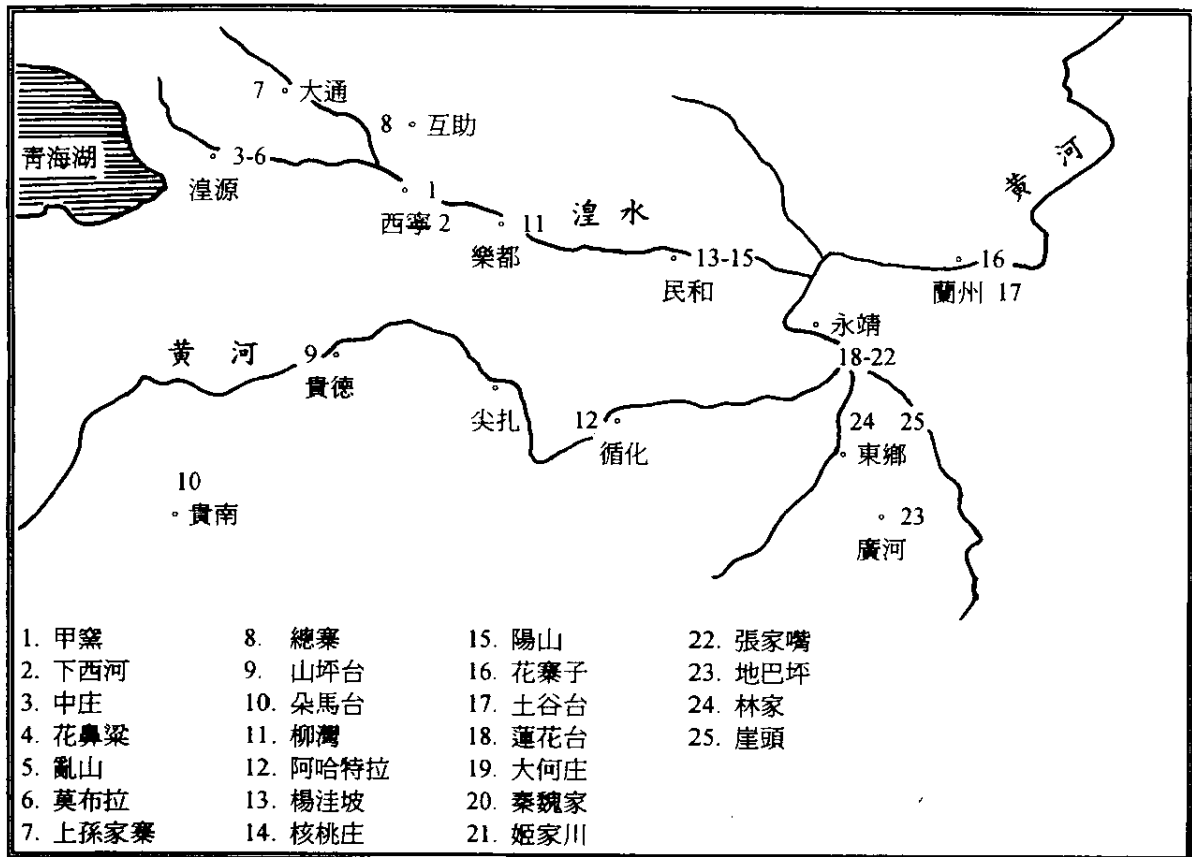 7 大通
8 互助
青海湖
3-6
湟源
1
西寧 2
11
樂都
湟水
13-15
民和
黃河
16
蘭州 17
永靖
18-22
黃河
9
貴德
尖扎
12
循化
24 25
東鄉
10
貴南
23
廣河
1. 甲窯
2. 下西河
3. 中庄
4. 花鼻粱
5. 亂山
6. 莫布拉
7. 上孫家寨
8. 總寨
9. 山坪台
10. 朵馬台
11. 柳灣
12. 阿哈特拉
13. 楊洼坡
14. 核桃庄
15. 陽山
16. 花寨子
17. 土谷台
18. 蓮花台
19. 大何庄
20. 秦魏家
21. 姬家川
22. 張家嘴
23. 地巴坪
24. 林家
25. 崖頭